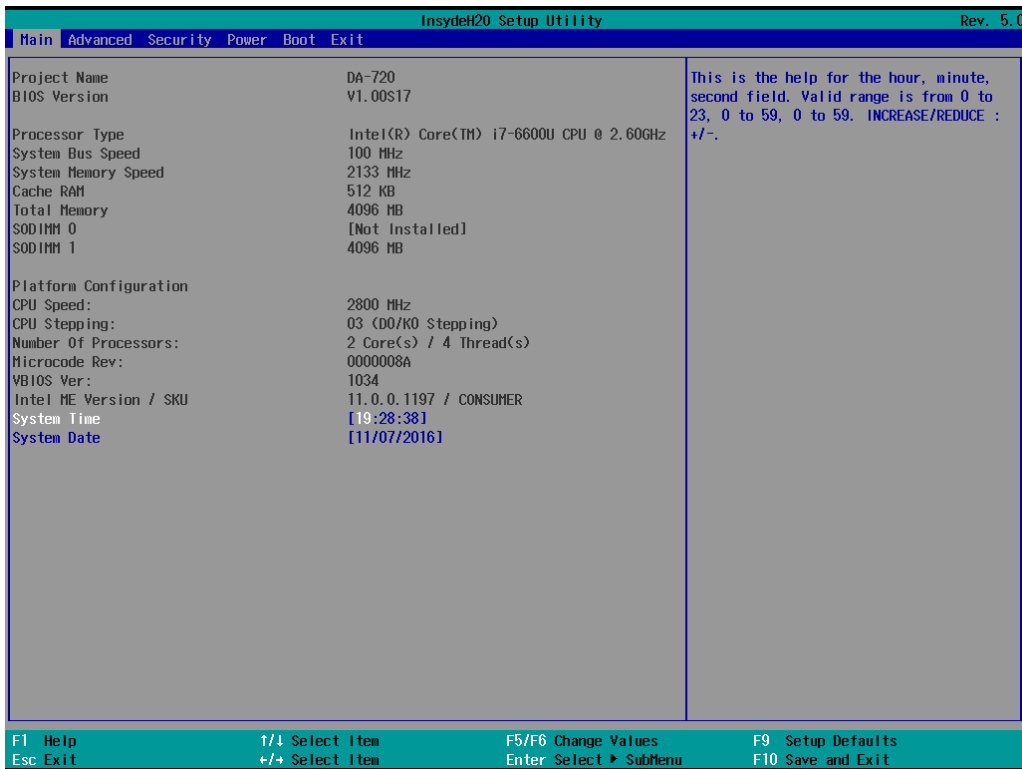 InsydeH20 Setup Utility Rev. 5.0
Main Advanced Security Power Boot Exit
Project Name DA-720
BIOS Version V1.00S17
Processor Type Intel(R) Core(TM) i7-6600U CPU @ 2.60GHz
System Bus Speed 100 MHz
System Memory Speed 2133 MHz
Cache RAM 512 KB
Total Memory 4096 MB
SODIMM 0 [Not Installed]
SODIMM 1 4096 MB
Platform Configuration
CPU Speed: 2800 MHz
CPU Stepping: 03 (D0/K0 Stepping)
Number Of Processors: 2 Core(s) / 4 Thread(s)
Microcode Rev: 0000008A
VBIOS Ver: 1034
Intel ME Version / SKU 11.0.0.1197 / CONSUMER
System Time [19:28:38]
System Date [11/07/2016]
This is the help for the hour, minute,
second field. Valid range is from 0 to
23, 0 to 59, 0 to 59. INCREASE/REDUCE :
+/-.
F1 Help ↑/↓ Select Item F5/F6 Change Values F9 Setup Defaults
Esc Exit ←/→ Select Item Enter Select ▶ SubMenu F10 Save and Exit